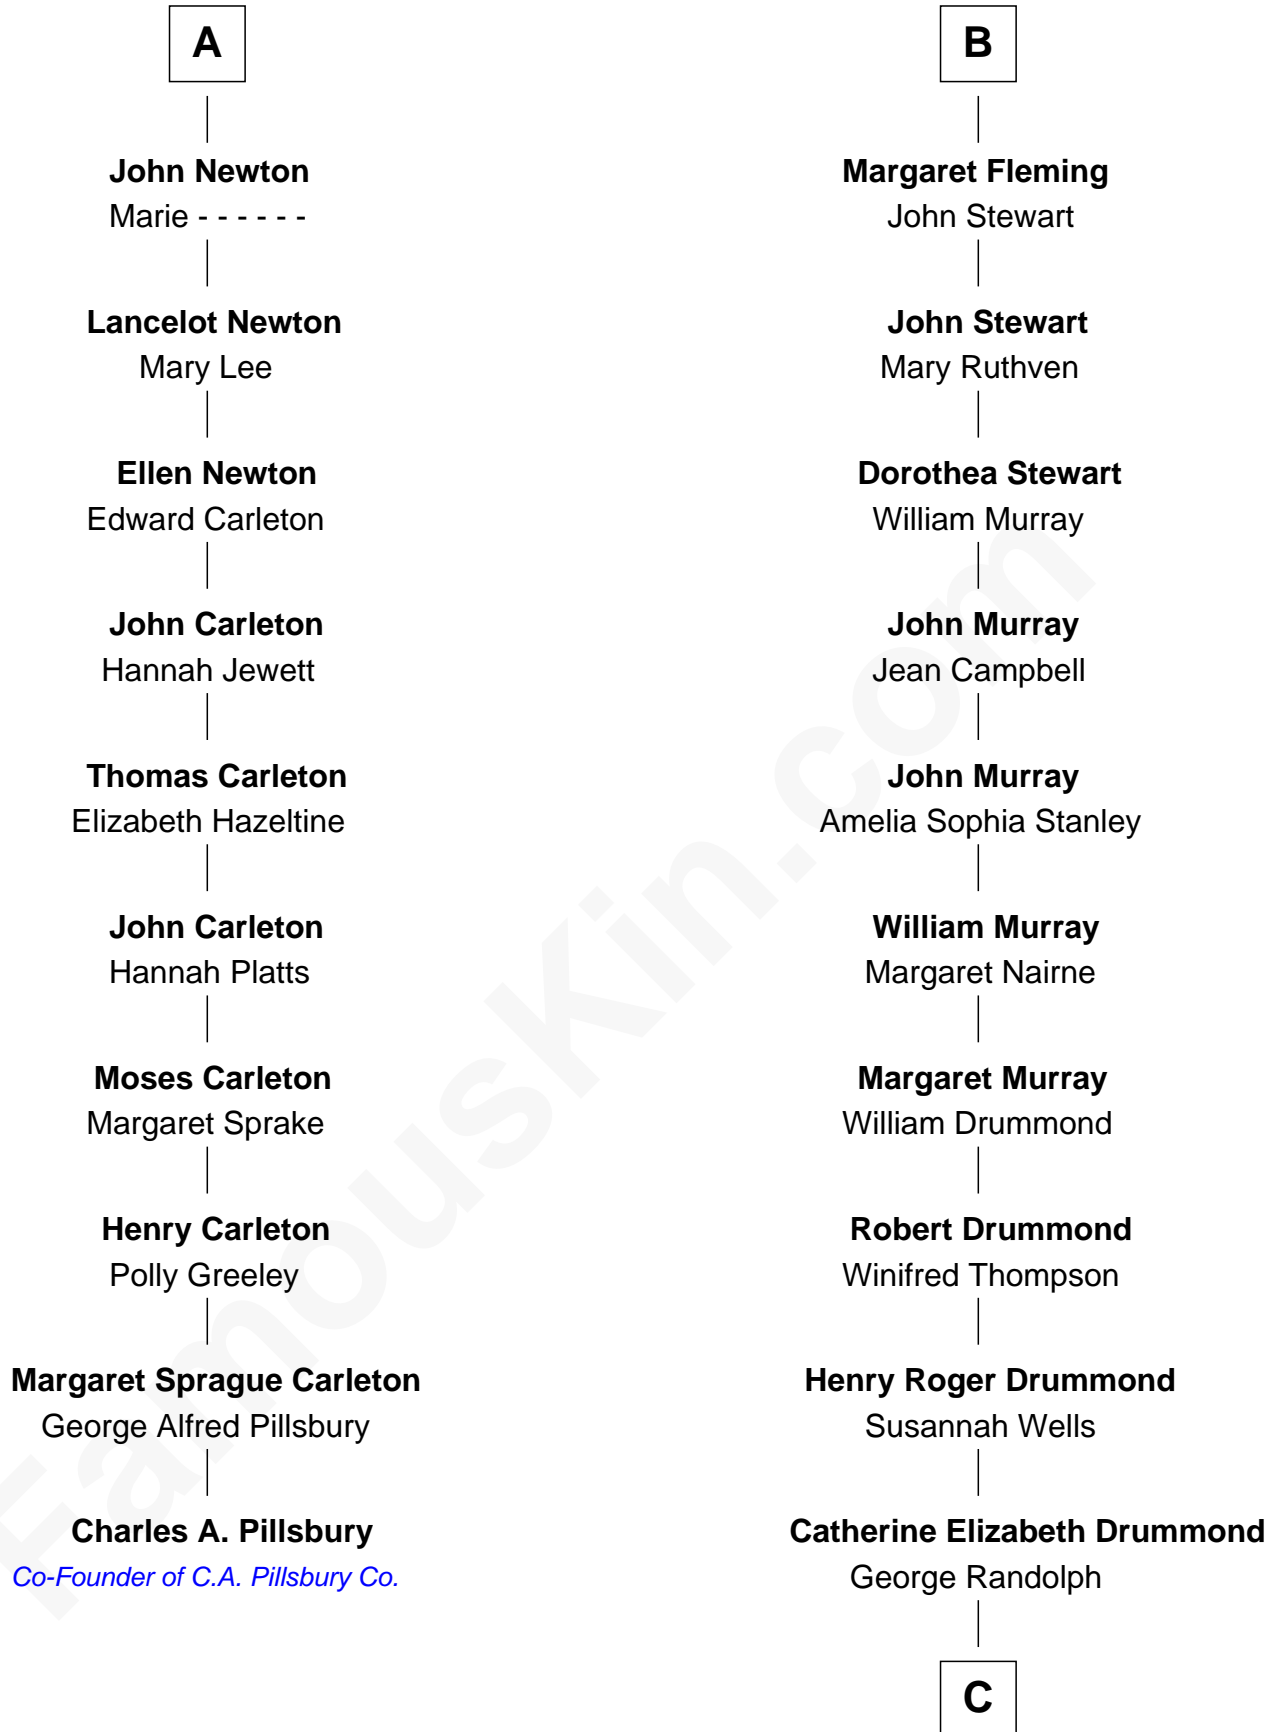 A
John Newton
Marie - - - - - -
Lancelot Newton
Mary Lee
Ellen Newton
Edward Carleton
John Carleton
Hannah Jewett
Thomas Carleton
Elizabeth Hazeltine
John Carleton
Hannah Platts
Moses Carleton
Margaret Sprake
Henry Carleton
Polly Greeley
Margaret Sprague Carleton
George Alfred Pillsbury
Charles A. Pillsbury
Co-Founder of C.A. Pillsbury Co.
B
Margaret Fleming
John Stewart
John Stewart
Mary Ruthven
Dorothea Stewart
William Murray
John Murray
Jean Campbell
John Murray
Amelia Sophia Stanley
William Murray
Margaret Nairne
Margaret Murray
William Drummond
Robert Drummond
Winifred Thompson
Henry Roger Drummond
Susannah Wells
Catherine Elizabeth Drummond
George Randolph
C
FamousKin.com